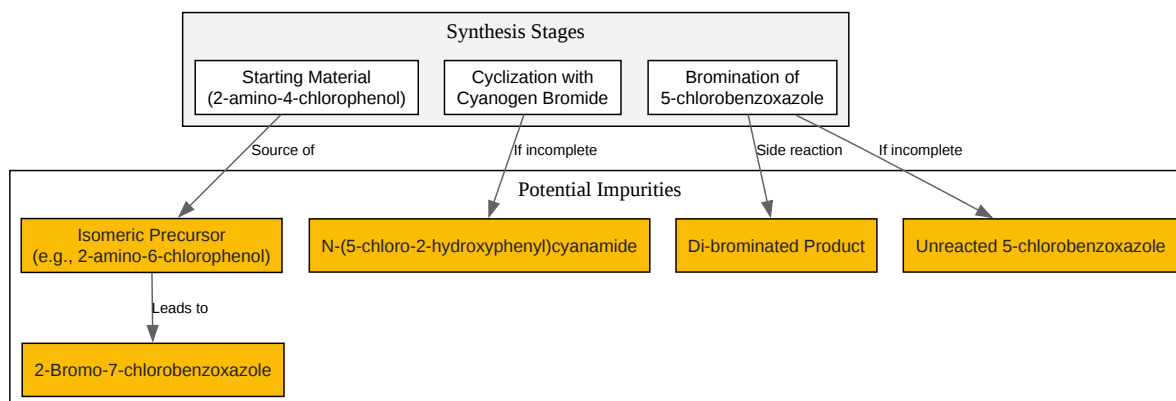 Synthesis Stages
Starting Material
(2-amino-4-chlorophenol)
Cyclization with
Cyanogen Bromide
Bromination of
5-chlorobenzoxazole
Source of
If incomplete
Side reaction
If incomplete
Potential Impurities
Isomeric Precursor
(e.g., 2-amino-6-chlorophenol)
N-(5-chloro-2-hydroxyphenyl)cyanamide
Di-brominated Product
Unreacted 5-chlorobenzoxazole
Leads to
2-Bromo-7-chlorobenzoxazole